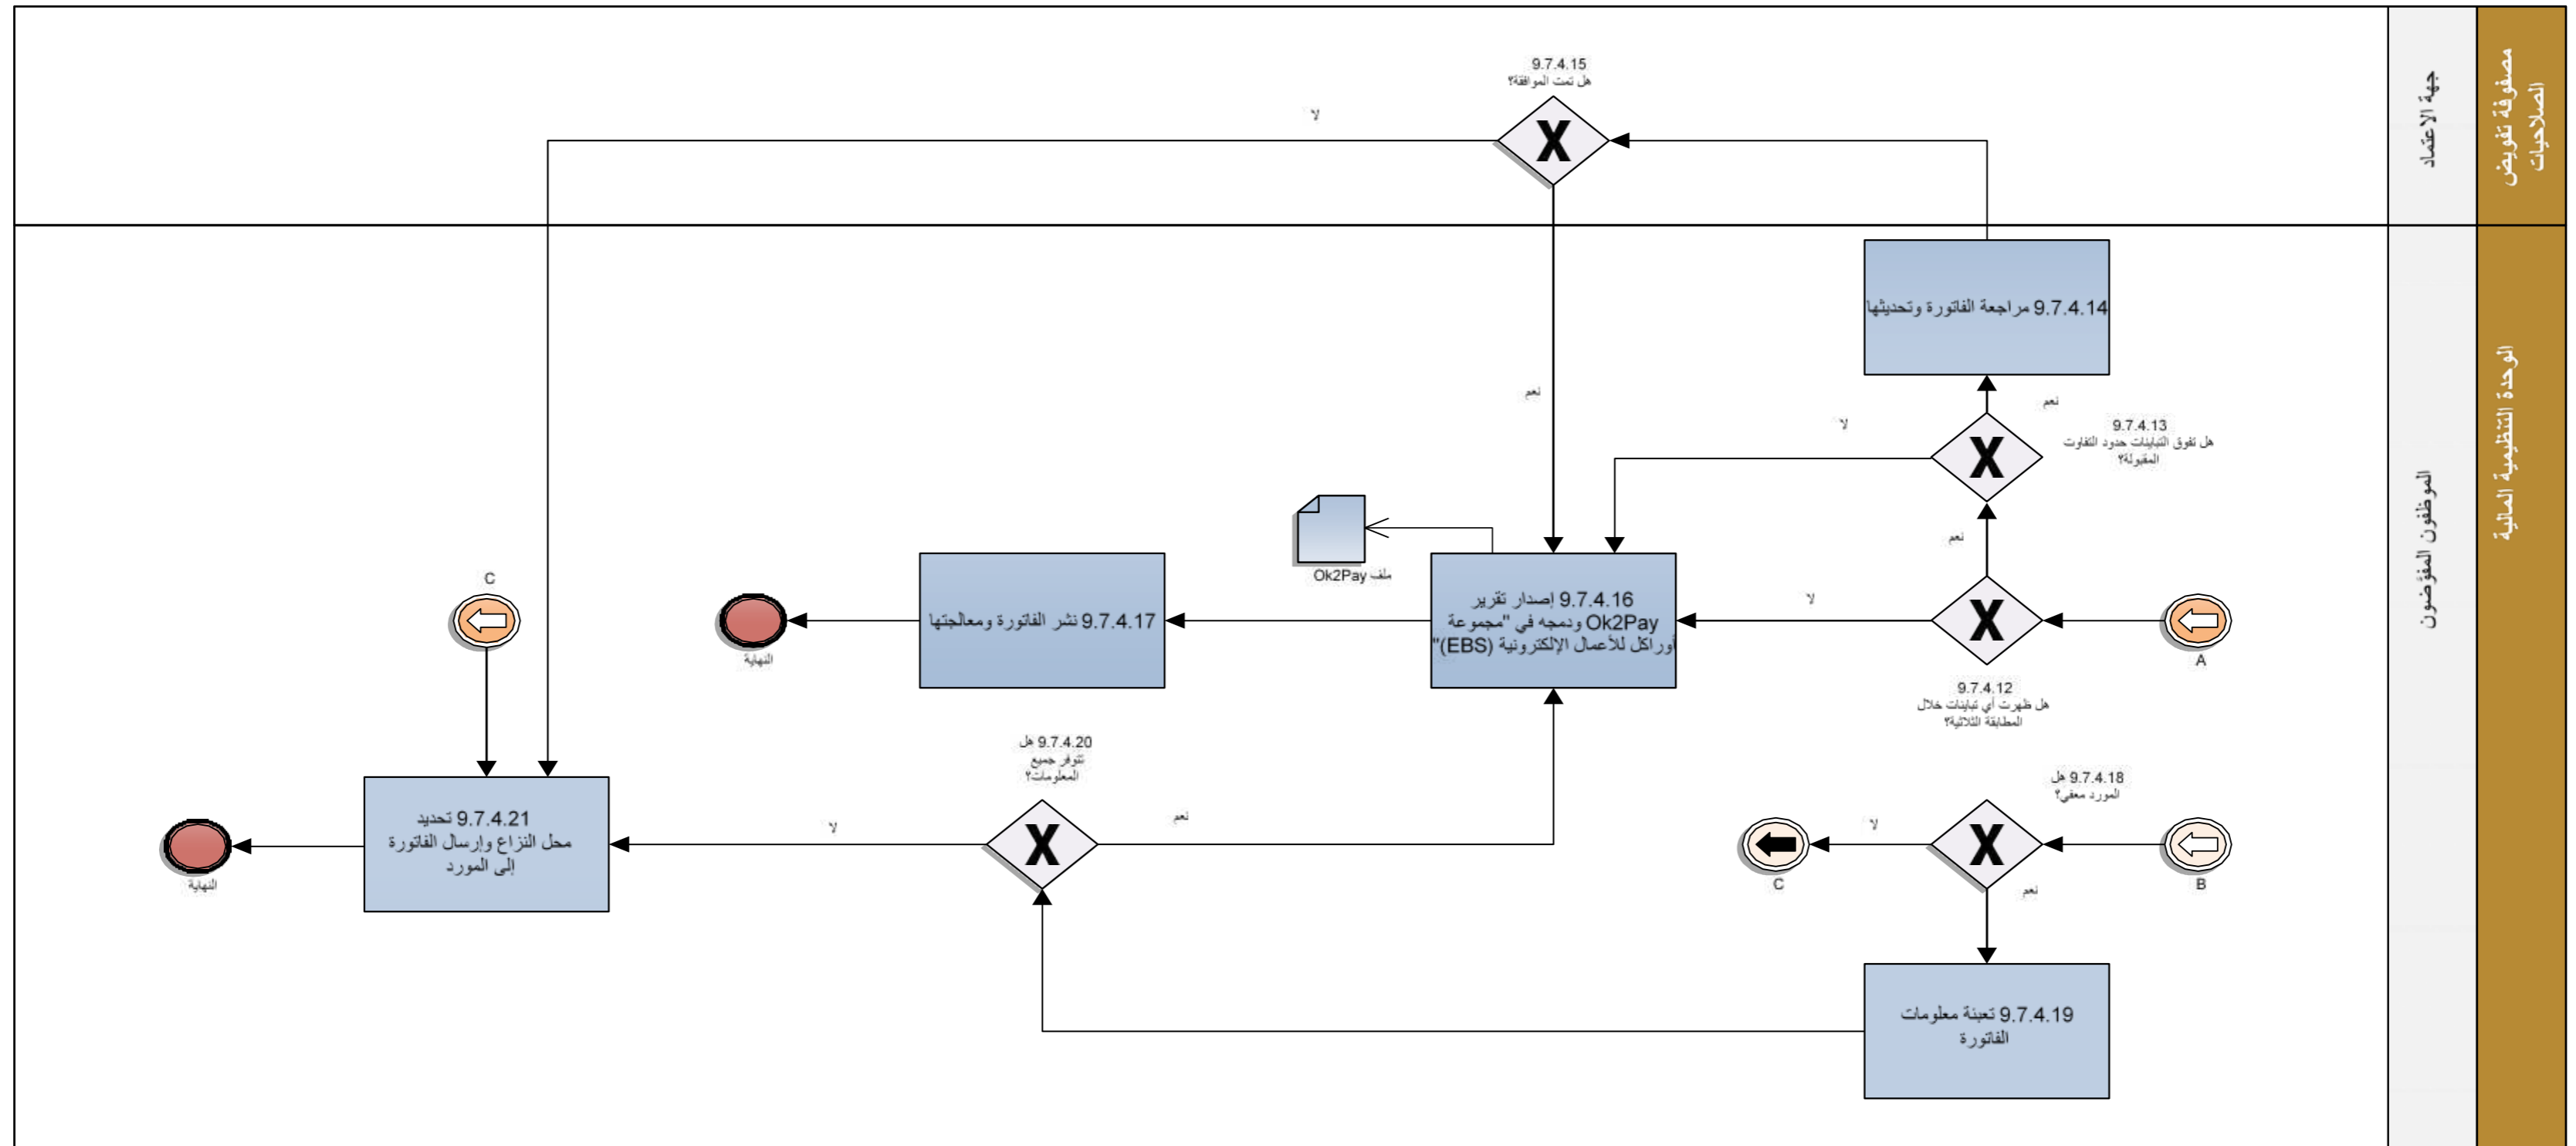 مصفوفة تفويض
الصلاحيات
جهة الاعتماد
9.7.4.15
هل تمت الموافقة؟
لا
نعم
الوحدة التنظيمية المالية
الموظفون المفوّضون
9.7.4.14 مراجعة الفاتورة وتحديثها
نعم
9.7.4.13
هل تفوق التباينات حدود التفاوت
المقبولة؟
لا
نعم
A
9.7.4.12
هل ظهرت أي تباينات خلال
المطابقة الثلاثية؟
لا
9.7.4.16 إصدار تقرير
Ok2Pay ودمجه في "مجموعة
أوراكل للأعمال الإلكترونية (EBS)"
ملف Ok2Pay
9.7.4.17 نشر الفاتورة ومعالجتها
النهاية
C
B
9.7.4.18 هل
المورد معفي؟
لا
C
نعم
9.7.4.19 تعبئة معلومات
الفاتورة
9.7.4.20 هل
تتوفر جميع
المعلومات؟
نعم
لا
9.7.4.21 تحديد
محل النزاع وإرسال الفاتورة
إلى المورد
النهاية